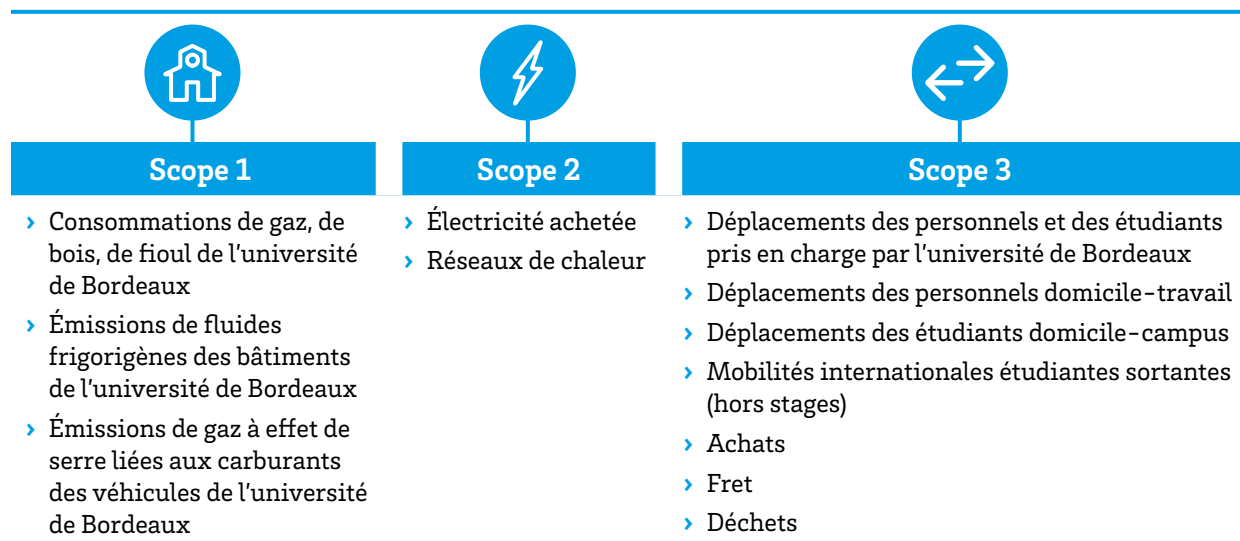 Scope 1
› Consommations de gaz, de
bois, de fioul de l'université
de Bordeaux
› Émissions de fluides
frigorigènes des bâtiments
de l'université de Bordeaux
› Émissions de gaz à effet de
serre liées aux carburants
des véhicules de l'université
de Bordeaux
Scope 2
› Électricité achetée
› Réseaux de chaleur
Scope 3
› Déplacements des personnels et des étudiants
pris en charge par l'université de Bordeaux
› Déplacements des personnels domicile-travail
› Déplacements des étudiants domicile-campus
› Mobilités internationales étudiantes sortantes
(hors stages)
› Achats
› Fret
› Déchets